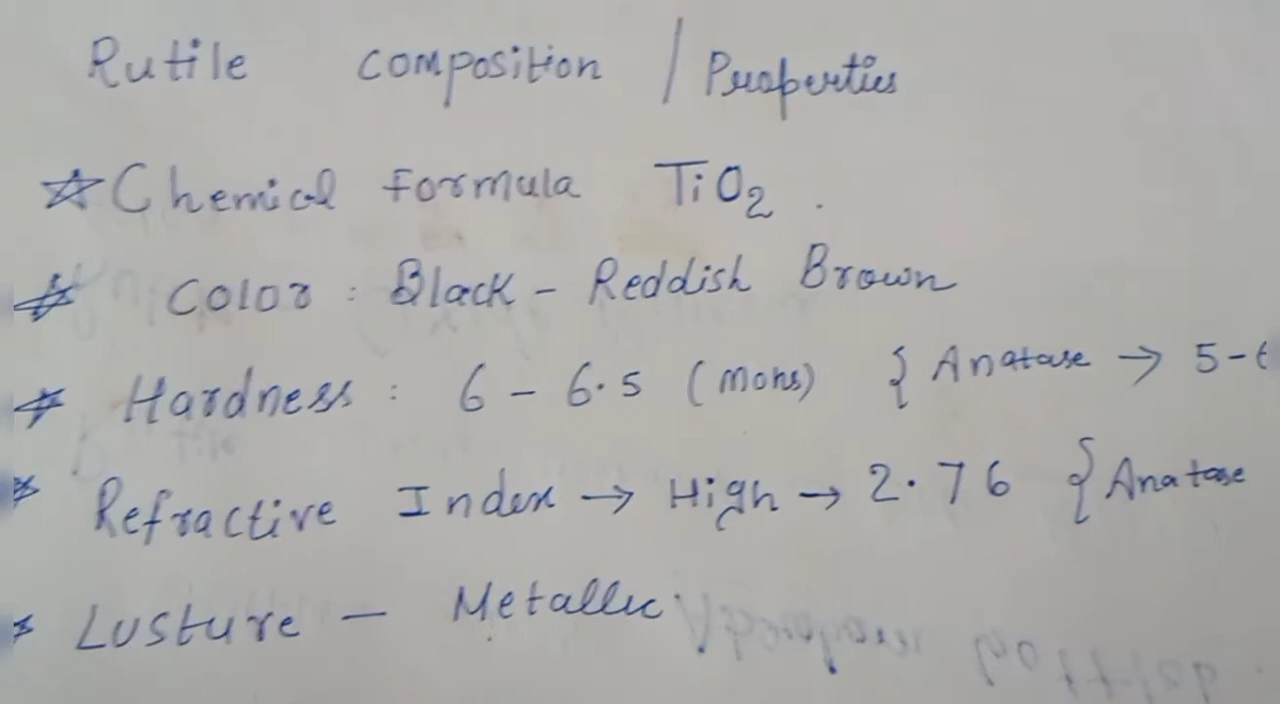 Rutile composition / Properties
☆ Chemical formula TiO₂ .
☆ Color : Black - Reddish Brown
☆ Hardness : 6 - 6.5 (mohs) { Anatase → 5-6
☆ Refractive Index → High → 2.76 { Anatase
☆ Lusture - Metallic.